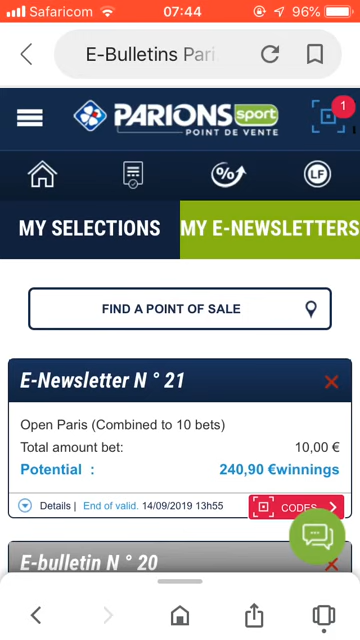 Safaricom 07:44 96%
E-Bulletins Pari
1
PARIONS sport
POINT DE VENTE
% LF
MY SELECTIONS MY E-NEWSLETTERS
FIND A POINT OF SALE
E-Newsletter N ° 21
Open Paris (Combined to 10 bets)
Total amount bet: 10,00 €
Potential : 240,90 €winnings
Details | End of valid. 14/09/2019 13h55 CODES
E-bulletin N ° 20